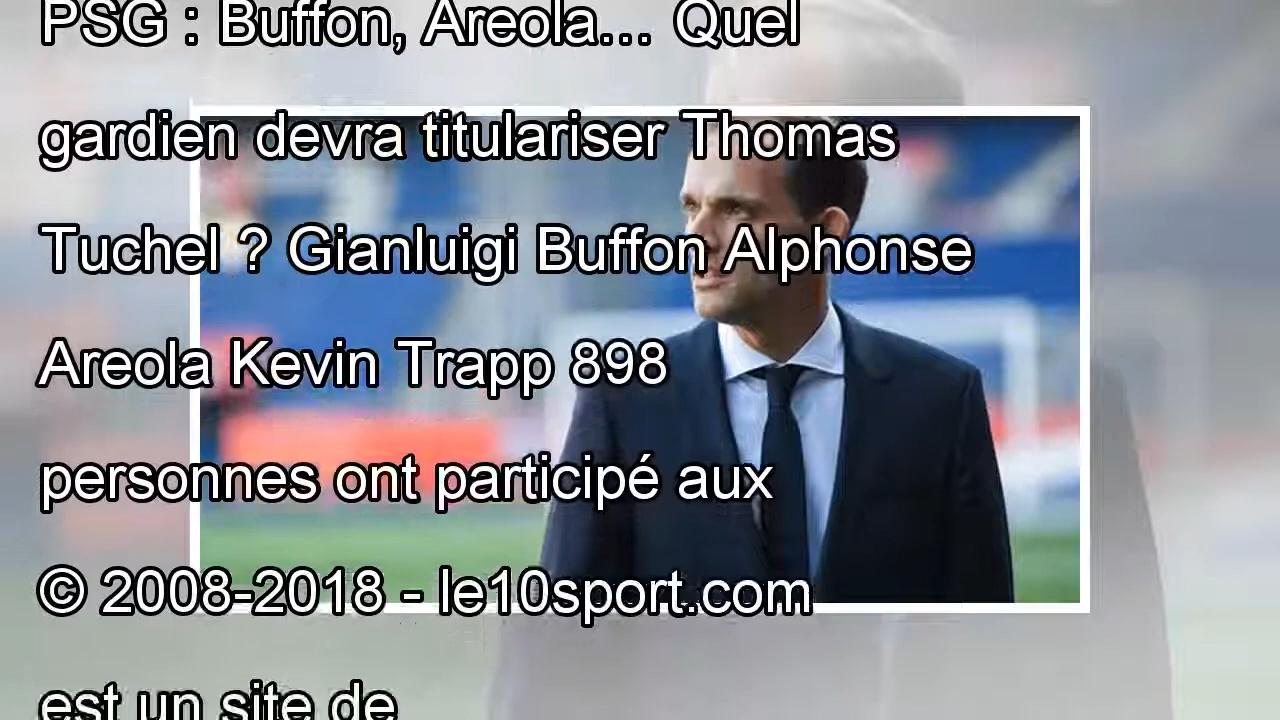 PSG : Buffon, Areola... Quel
gardien devra titulariser Thomas
Tuchel ? Gianluigi Buffon Alphonse
Areola Kevin Trapp 898
personnes ont participé aux
© 2008-2018 - le10sport.com
est un site de